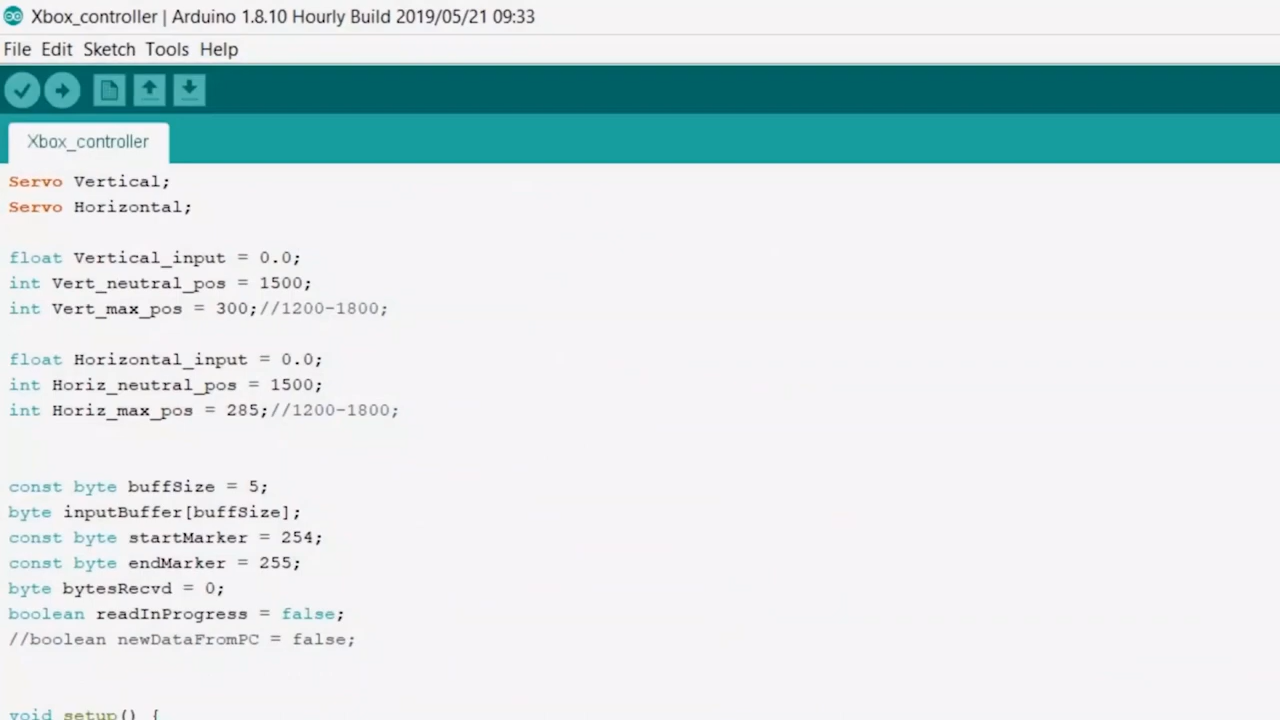 Xbox_controller | Arduino 1.8.10 Hourly Build 2019/05/21 09:33
File Edit Sketch Tools Help
Xbox_controller
Servo Vertical;
Servo Horizontal;
float Vertical_input = 0.0;
int Vert_neutral_pos = 1500;
int Vert_max_pos = 300;//1200-1800;
float Horizontal_input = 0.0;
int Horiz_neutral_pos = 1500;
int Horiz_max_pos = 285;//1200-1800;
const byte buffSize = 5;
byte inputBuffer[buffSize];
const byte startMarker = 254;
const byte endMarker = 255;
byte bytesRecvd = 0;
boolean readInProgress = false;
//boolean newDataFromPC = false;
void setup() {